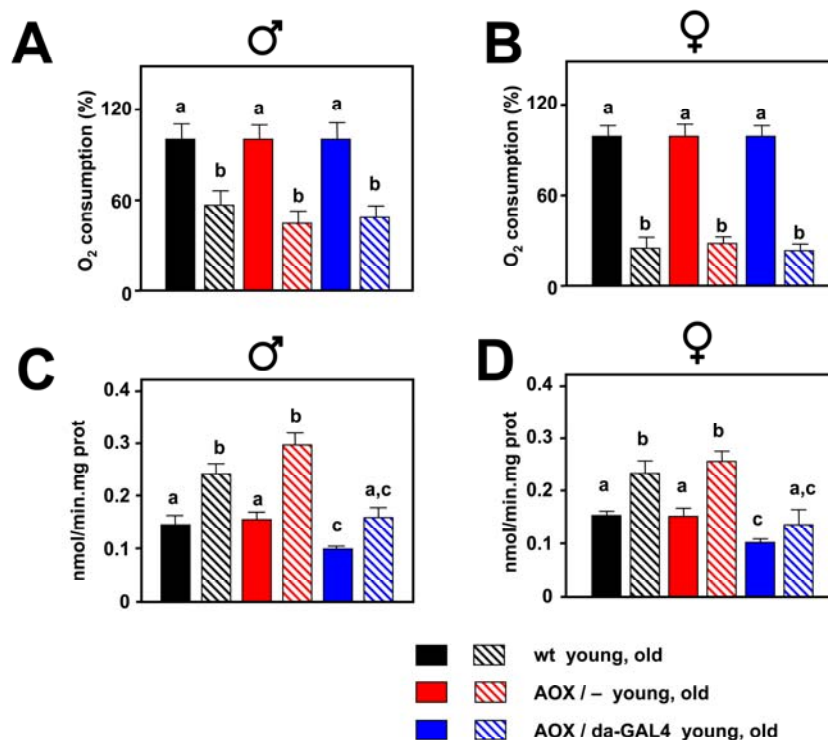 A
♂
O2 consumption (%)
120
60
0
a
b
a
b
a
b
B
♀
O2 consumption (%)
120
60
0
a
b
a
b
a
b
C
♂
nmol/min.mg prot
0.4
0.3
0.2
0.1
0
a
b
a
b
c
a,c
D
♀
nmol/min.mg prot
0.4
0.3
0.2
0.1
0
a
b
a
b
c
a,c
wt young, old
AOX / – young, old
AOX / da-GAL4 young, old